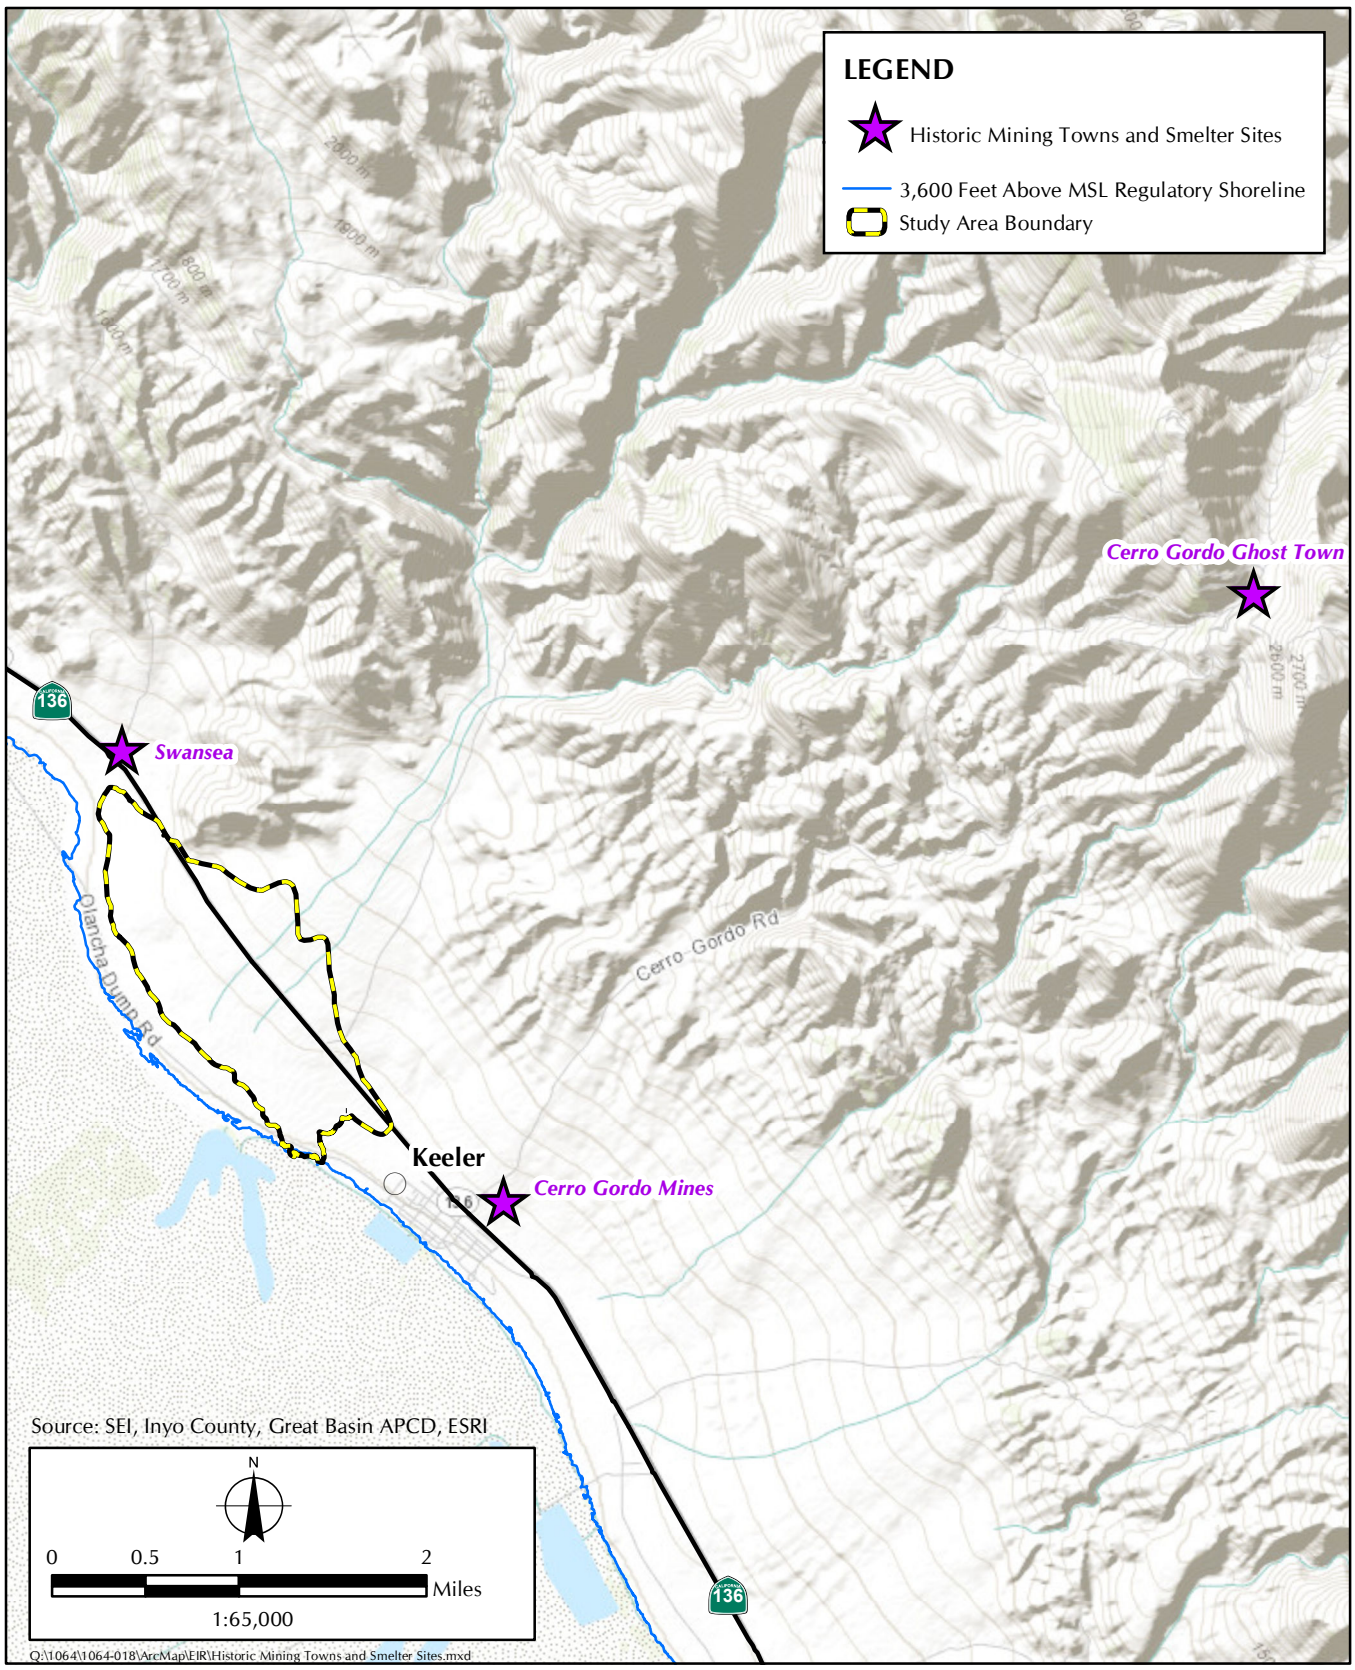 LEGEND
Historic Mining Towns and Smelter Sites
3,600 Feet Above MSL Regulatory Shoreline
Study Area Boundary
2000 m
1900 m
1800 m
1700 m
1600 m
Cerro Gordo Ghost Town
2600 m
2700 m
CALIFORNIA
136
Swansea
Olancha Dump Rd
Cerro Gordo Rd
Keeler
Cerro Gordo Mines
136
Source: SEI, Inyo County, Great Basin APCD, ESRI
N
0 0.5 1 2
Miles
1:65,000
CALIFORNIA
136
Q:\1064\1064-018\ArcMap\EIR\Historic Mining Towns and Smelter Sites.mxd